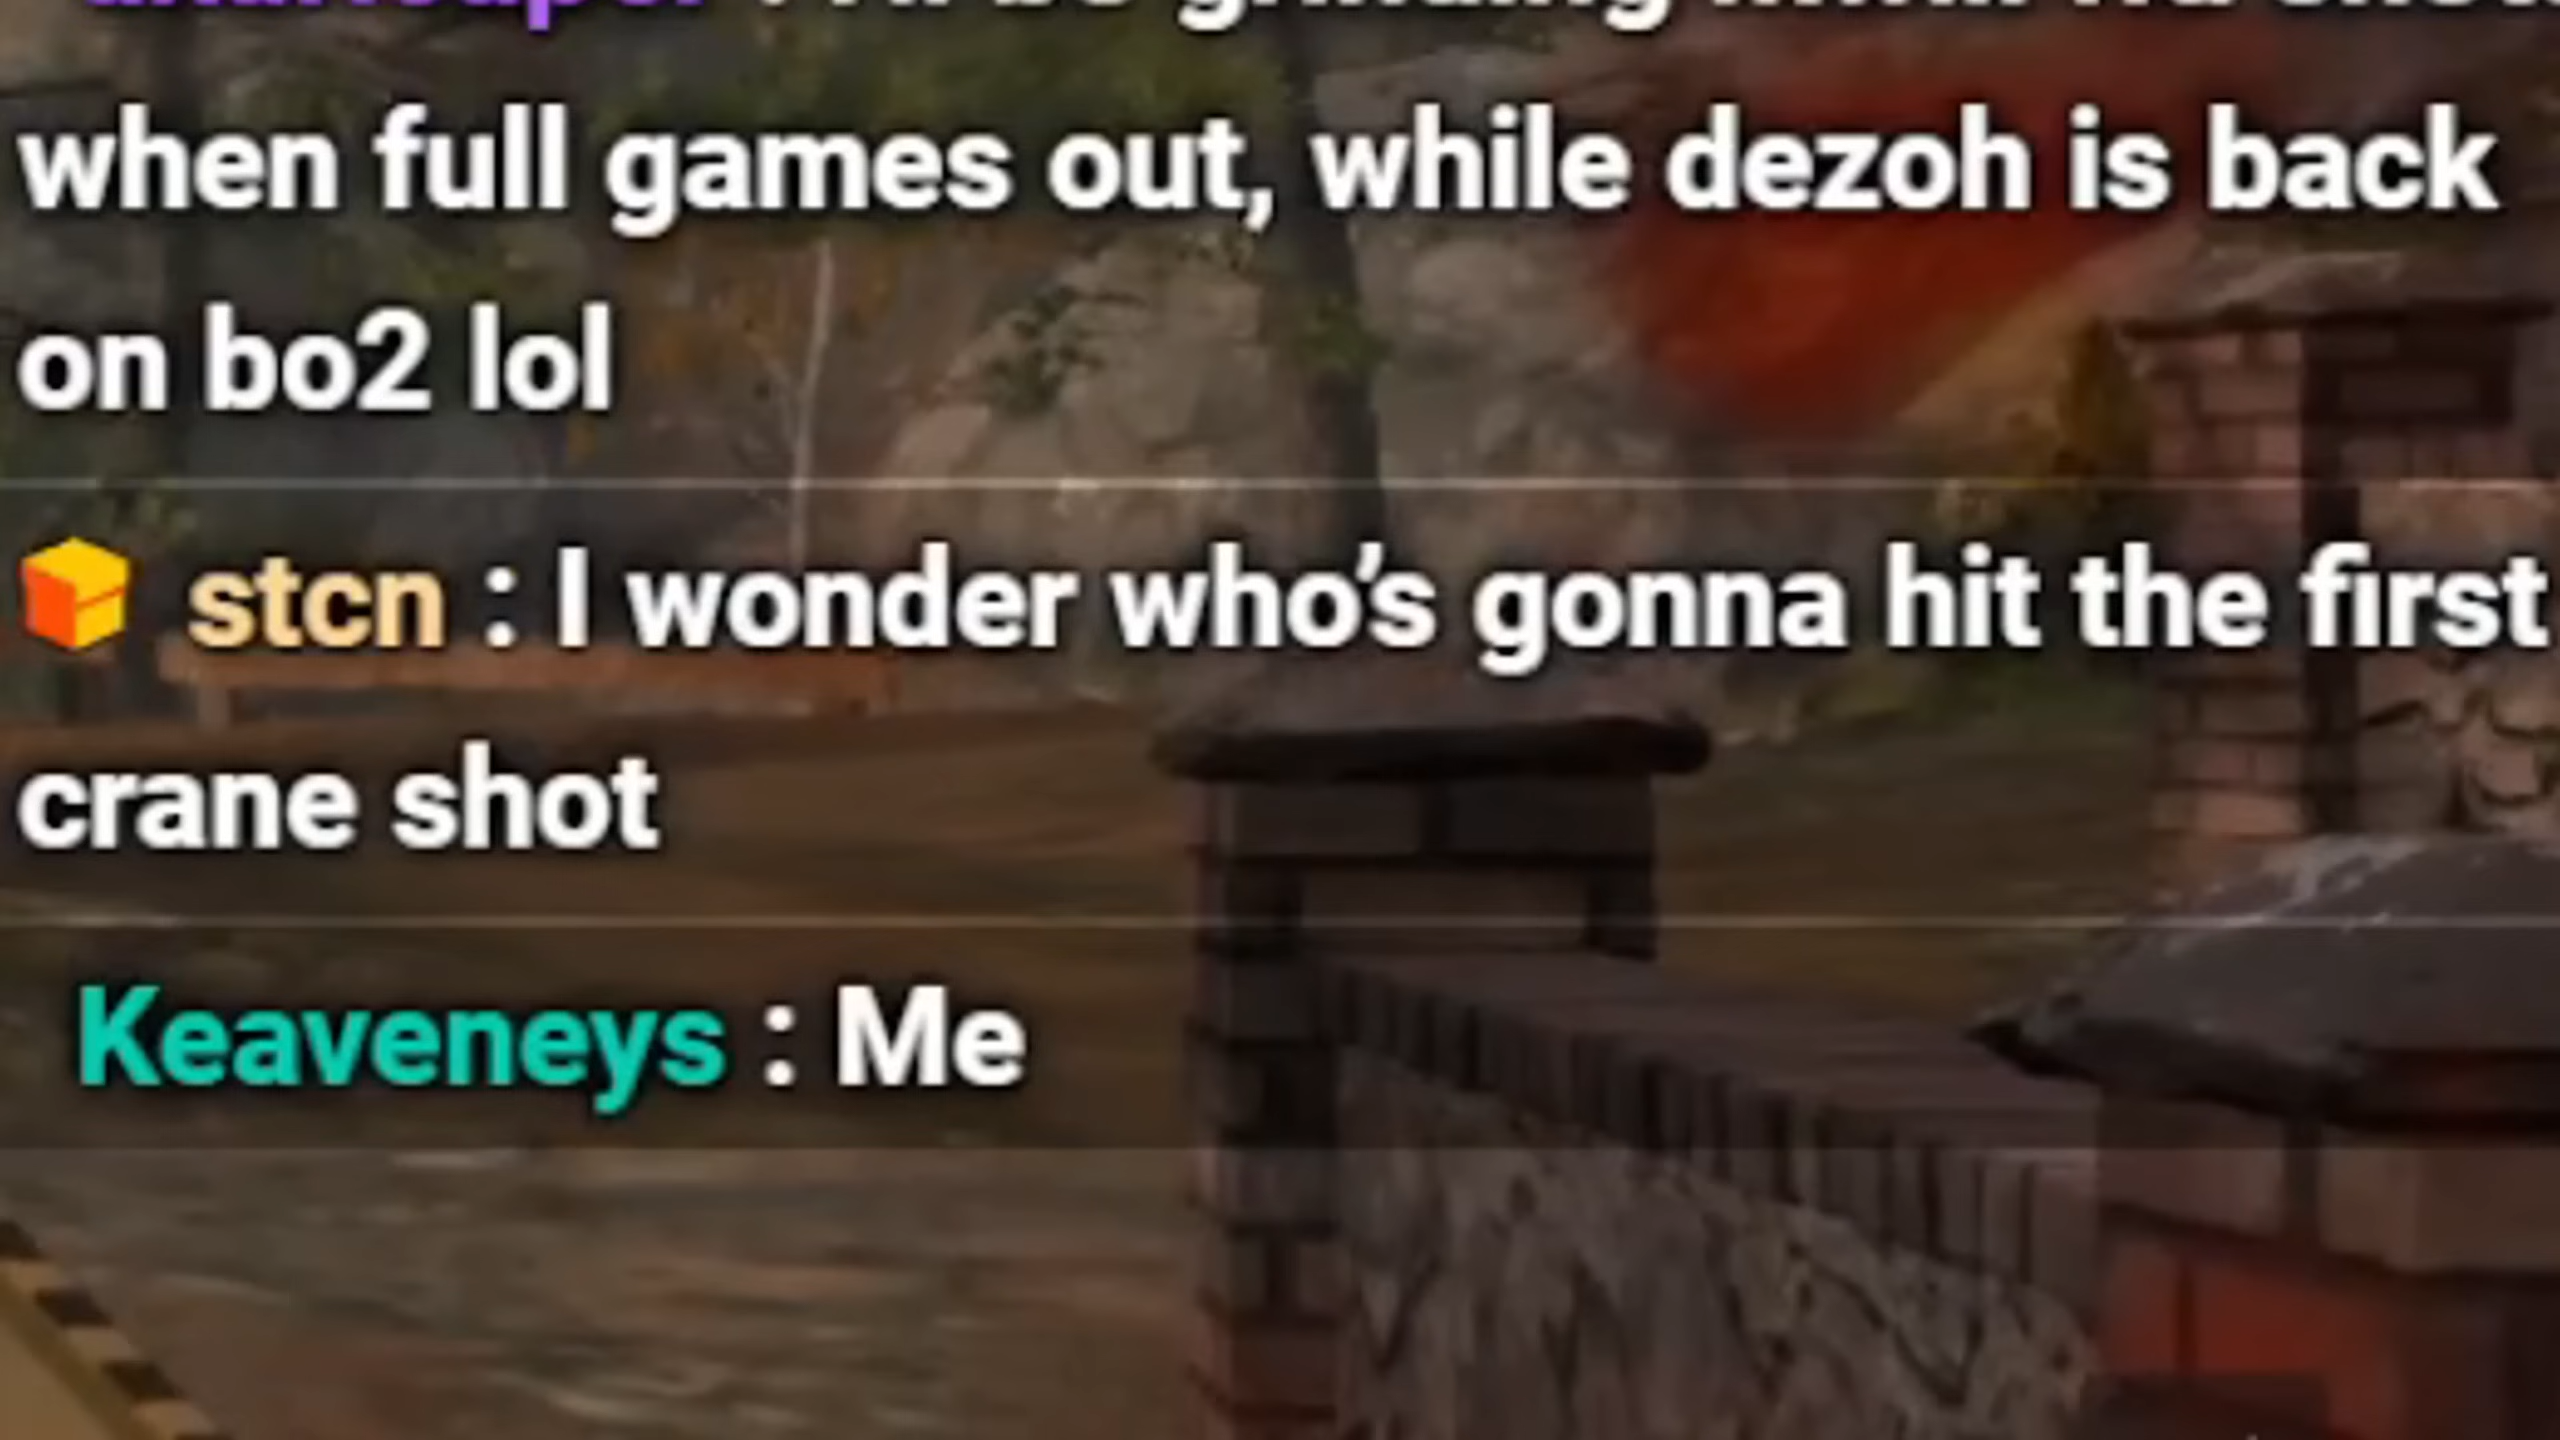 when full games out, while dezoh is back
on bo2 lol
stcn : I wonder who's gonna hit the first
crane shot
Keaveneys : Me